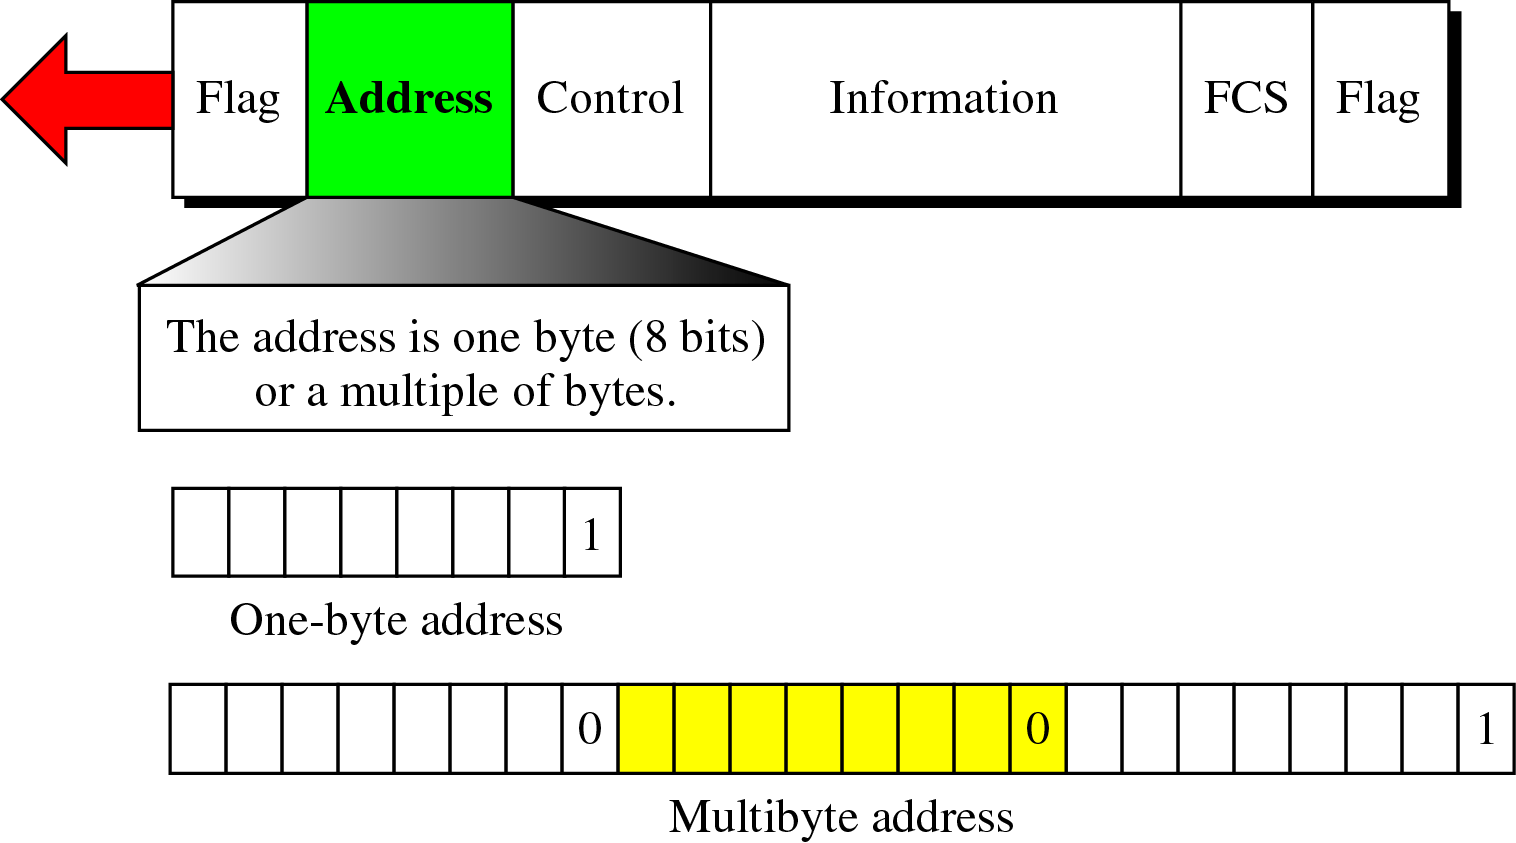 Flag Address Control Information FCS Flag
The address is one byte (8 bits)
or a multiple of bytes.
1
One-byte address
0 0 1
Multibyte address